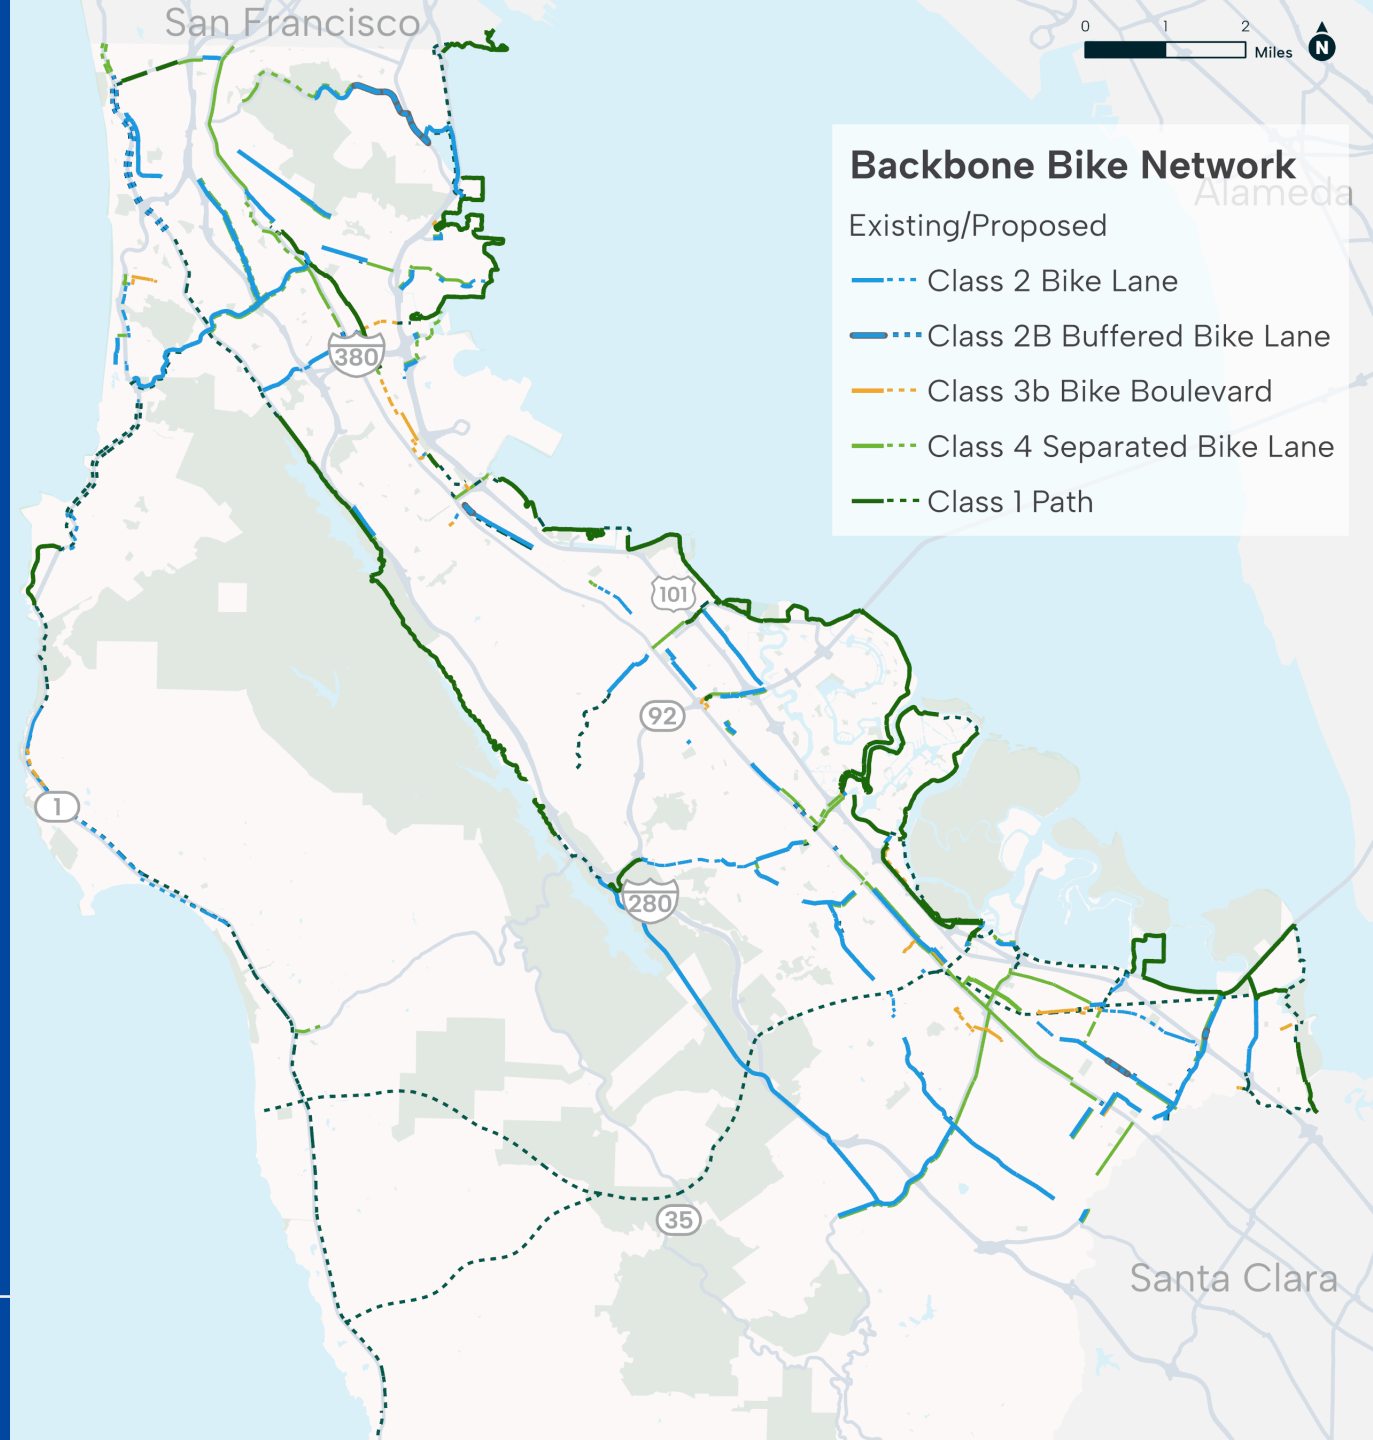 San Francisco
0 1 2
Miles
N
Backbone Bike Network
Alameda
Existing/Proposed
Class 2 Bike Lane
Class 2B Buffered Bike Lane
Class 3b Bike Boulevard
Class 4 Separated Bike Lane
Class 1 Path
380
101
92
1
280
35
Santa Clara